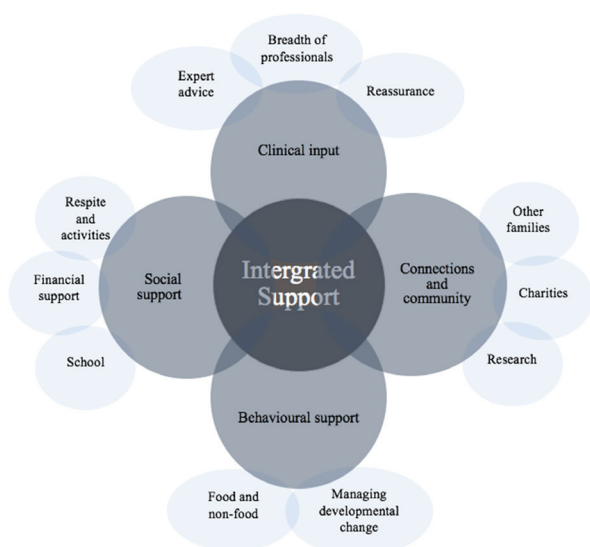 Breadth of
professionals
Expert
advice
Reassurance
Clinical input
Respite
and
activities
Financial
support
School
Social
support
Intergrated
Support
Connections
and
community
Other
families
Charities
Research
Behavioural support
Food and
non-food
Managing
developmental
change